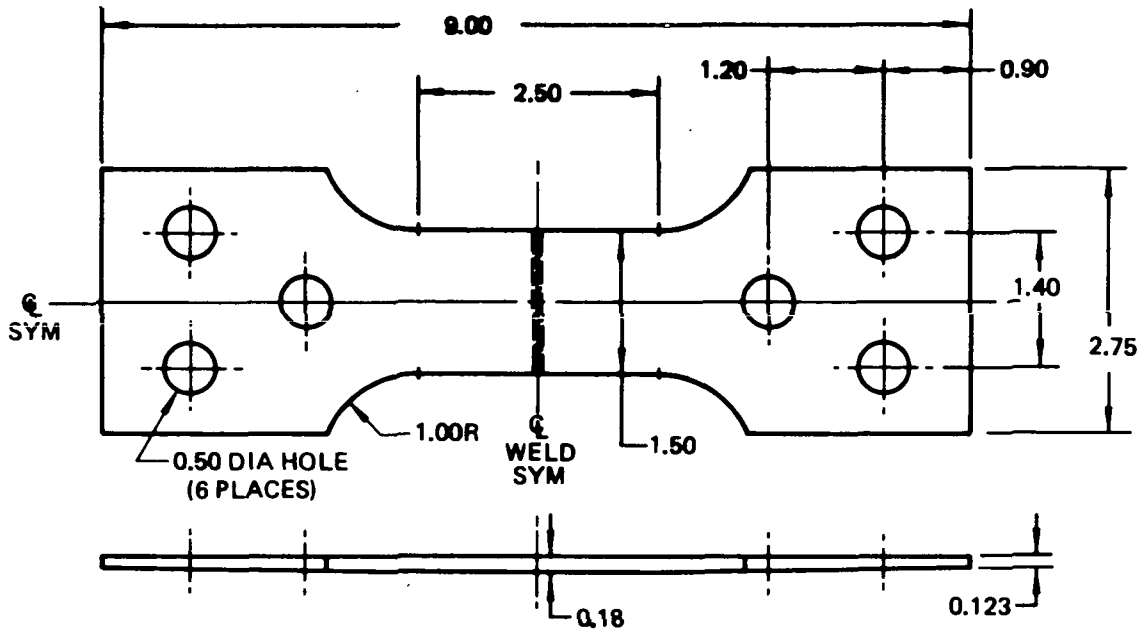 9.00
1.20
0.90
2.50
1.40
2.75
℄
SYM
1.00R
℄
WELD
SYM
1.50
0.50 DIA HOLE
(6 PLACES)
0.18
0.123